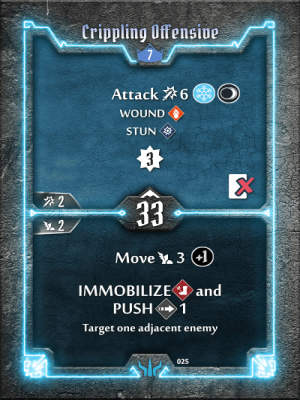 Crippling Offensive
7
Attack 6
WOUND
STUN
3
2
33
2
Move 3 +1
IMMOBILIZE and
PUSH 1
Target one adjacent enemy
025